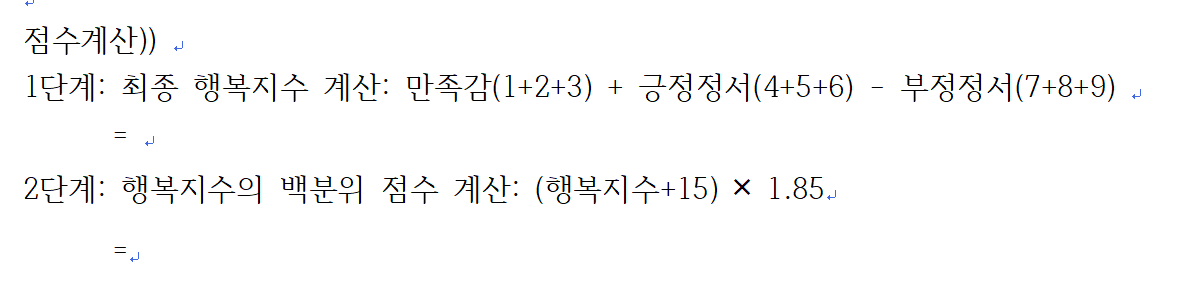 점수계산))
1단계: 최종 행복지수 계산: 만족감(1+2+3) + 긍정정서(4+5+6) - 부정정서(7+8+9)
=
2단계: 행복지수의 백분위 점수 계산: (행복지수+15) × 1.85
=